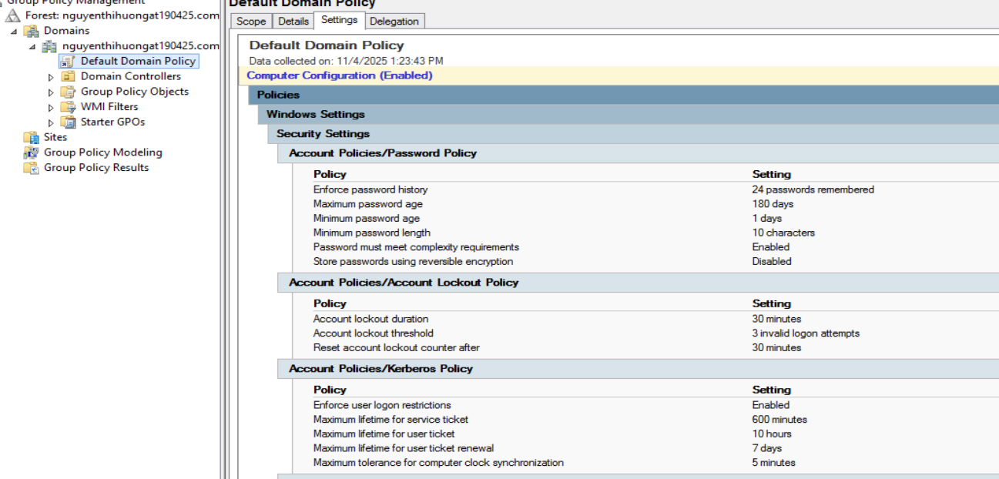 Group Policy Management
Forest: nguyenthihuongat190425.com
Domains
nguyenthihuongat190425.com
Default Domain Policy
Domain Controllers
Group Policy Objects
WMI Filters
Starter GPOs
Sites
Group Policy Modeling
Group Policy Results
Default Domain Policy
Scope Details Settings Delegation
Default Domain Policy
Data collected on: 11/4/2025 1:23:43 PM
Computer Configuration (Enabled)
Policies
Windows Settings
Security Settings
Account Policies/Password Policy
Policy Setting
Enforce password history 24 passwords remembered
Maximum password age 180 days
Minimum password age 1 days
Minimum password length 10 characters
Password must meet complexity requirements Enabled
Store passwords using reversible encryption Disabled
Account Policies/Account Lockout Policy
Policy Setting
Account lockout duration 30 minutes
Account lockout threshold 3 invalid logon attempts
Reset account lockout counter after 30 minutes
Account Policies/Kerberos Policy
Policy Setting
Enforce user logon restrictions Enabled
Maximum lifetime for service ticket 600 minutes
Maximum lifetime for user ticket 10 hours
Maximum lifetime for user ticket renewal 7 days
Maximum tolerance for computer clock synchronization 5 minutes